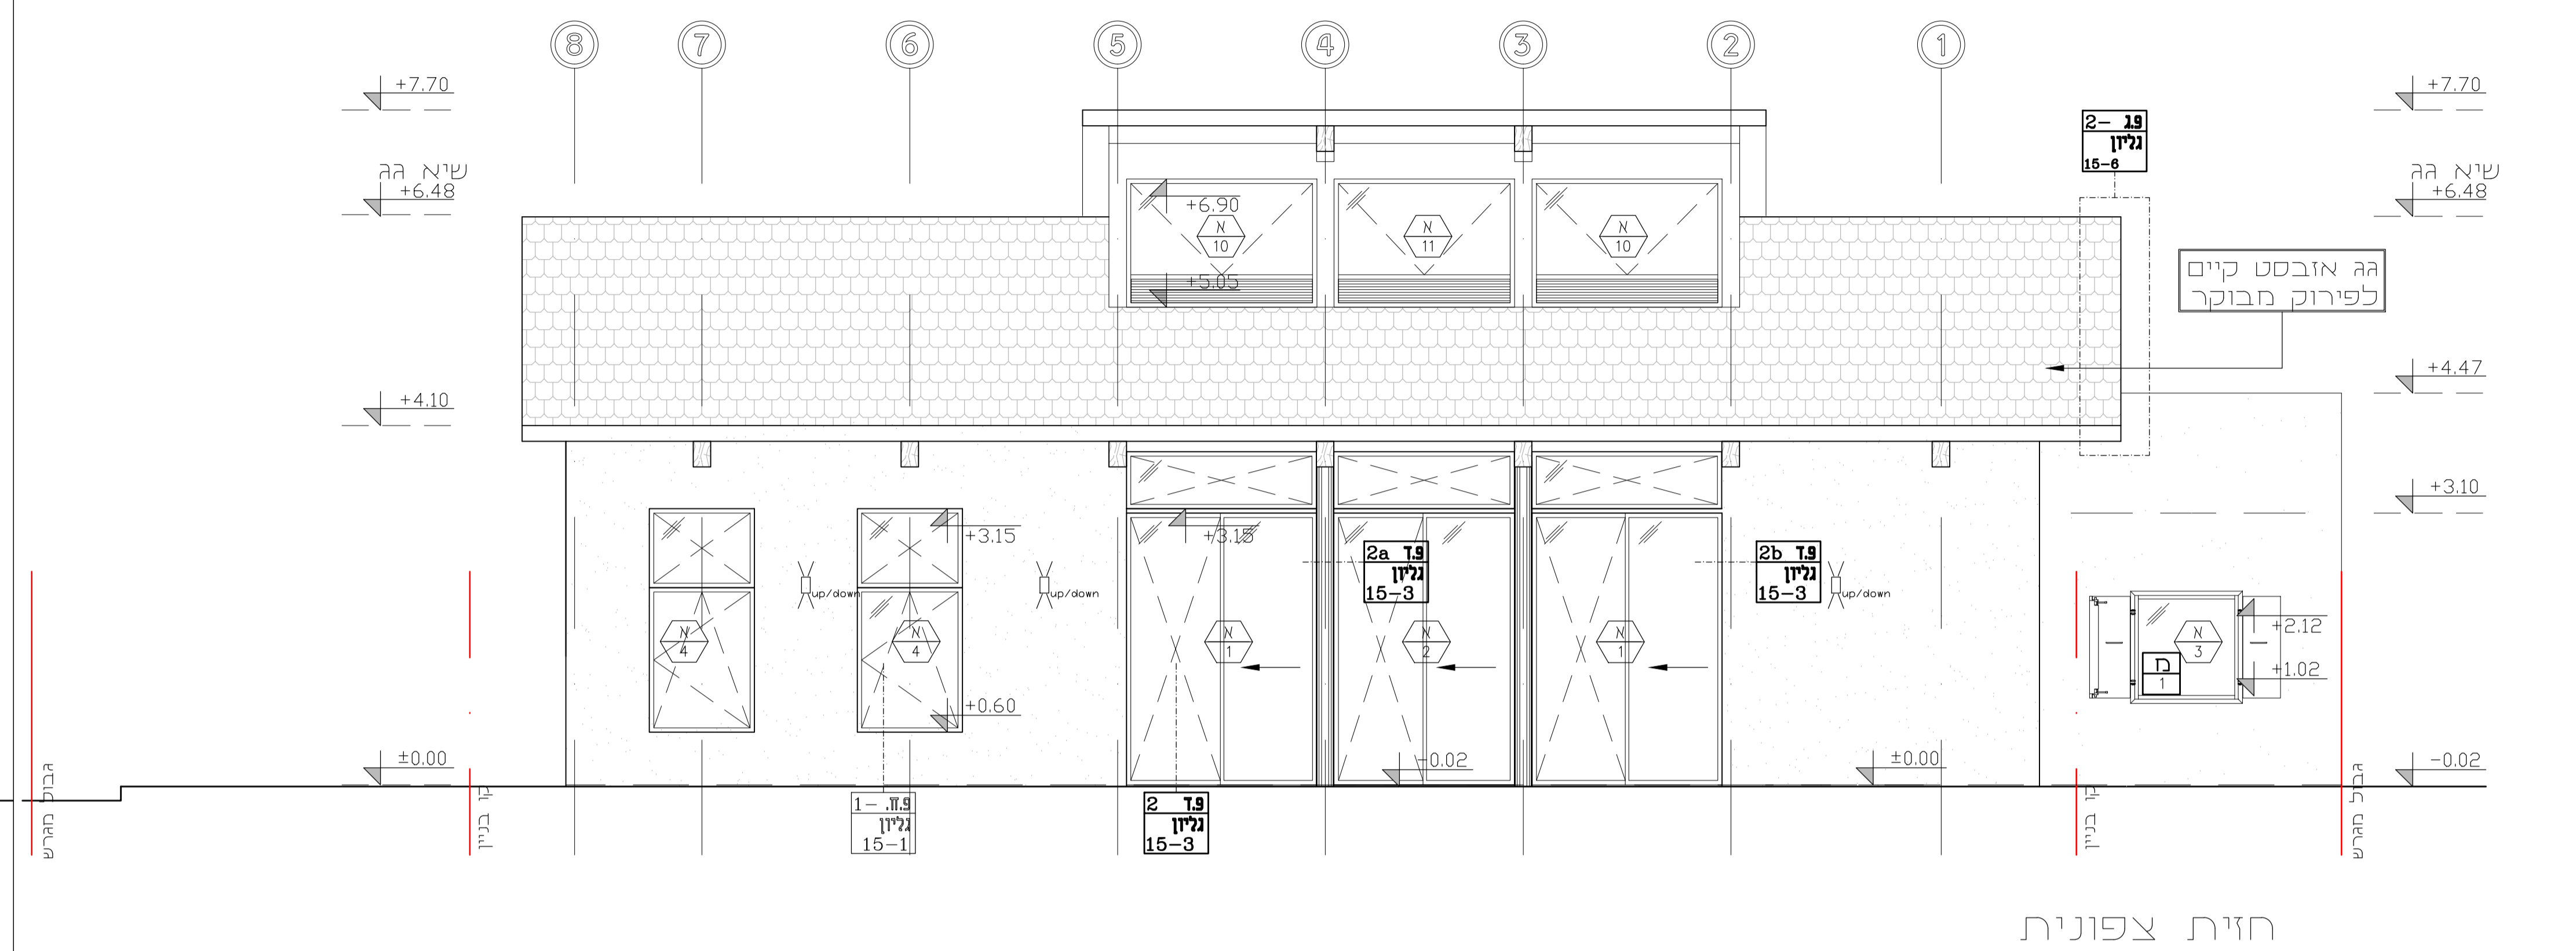 8
7
6
5
4
3
2
1
+7.70
+7.70
2- פ.ג
גליון
15-6
שיא גג
+6.48
שיא גג
+6.48
+6.90
א
10
א
11
א
10
+5.05
גג אזבסט קיים
לפירוק מבוקר
+4.10
+4.47
+3.10
+3.15
+3.15
2a פ.ד
גליון
15-3
2b פ.ד
גליון
15-3
up/down
up/down
up/down
א
4
א
4
א
1
א
2
א
1
א
3
מ
1
+2.12
+1.02
+0.60
±0.00
-0.02
±0.00
-0.02
גבול מגרש
קו בניין
1- פ.ח.
גליון
15-1
2 פ.ד
גליון
15-3
קו בניין
גבול מגרש
חזית צפונית